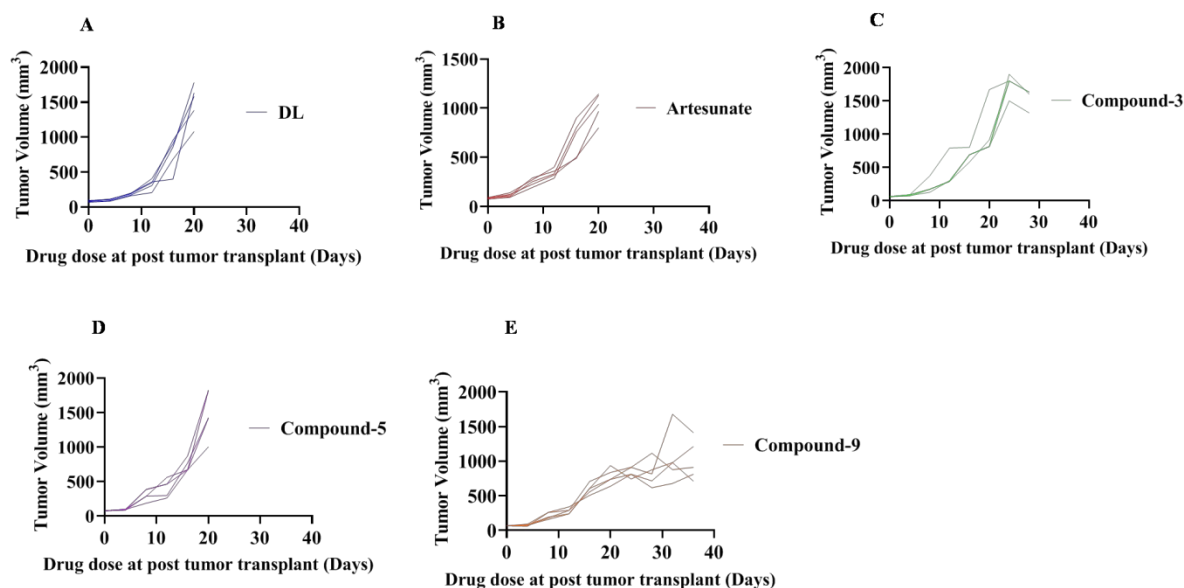 A
Tumor Volume (mm³)
2000
1500
1000
500
0
0 10 20 30 40
Drug dose at post tumor transplant (Days)
DL
B
Tumor Volume (mm³)
1500
1000
500
0
0 10 20 30 40
Drug dose at post tumor transplant (Days)
Artesunate
C
Tumor Volume (mm³)
2000
1500
1000
500
0
0 10 20 30 40
Drug dose at post tumor transplant (Days)
Compound-3
D
Tumor Volume (mm³)
2000
1500
1000
500
0
0 10 20 30 40
Drug dose at post tumor transplant (Days)
Compound-5
E
Tumor Volume (mm³)
2000
1500
1000
500
0
0 10 20 30 40
Drug dose at post tumor transplant (Days)
Compound-9